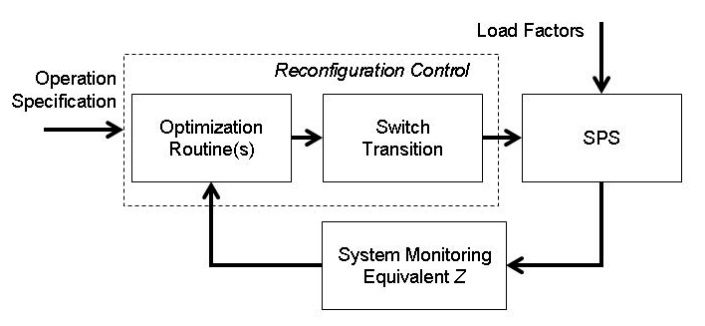 Load Factors
Reconfiguration Control
Operation
Specification
Optimization
Routine(s)
Switch
Transition
SPS
System Monitoring
Equivalent Z